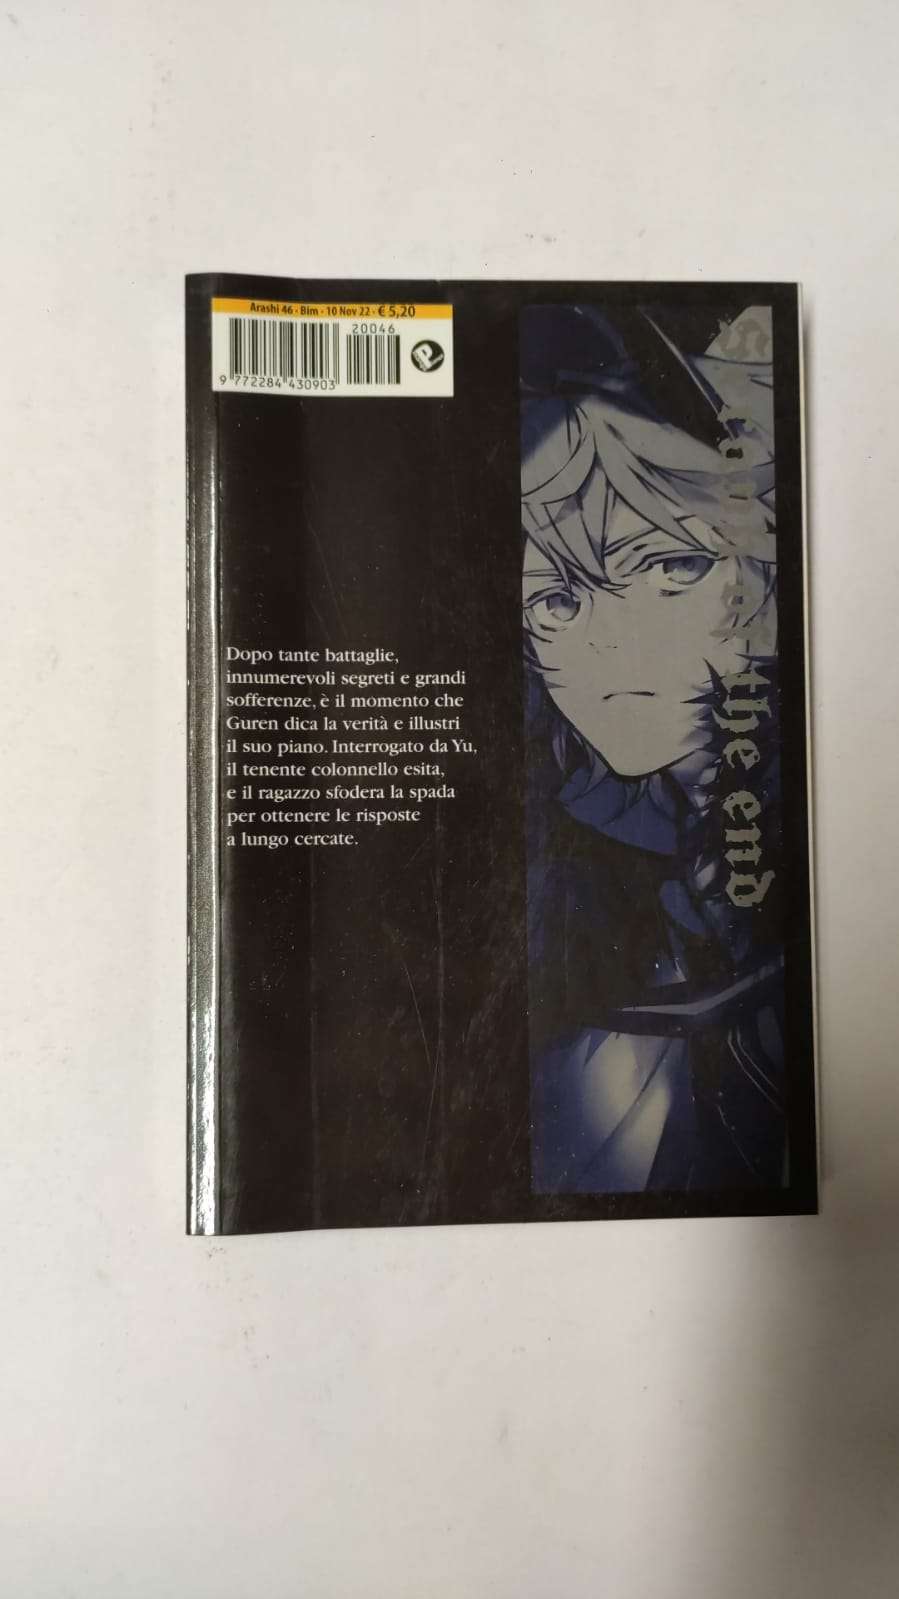 Arashi 46 • Bim • 10 Nov 22 • € 5,20
20046
9 772284 430903
Dopo tante battaglie,
innumerevoli segreti e grandi
sofferenze, è il momento che
Guren dica la verità e illustri
il suo piano. Interrogato da Yu,
il tenente colonnello esita,
e il ragazzo sfodera la spada
per ottenere le risposte
a lungo cercate.
of the end